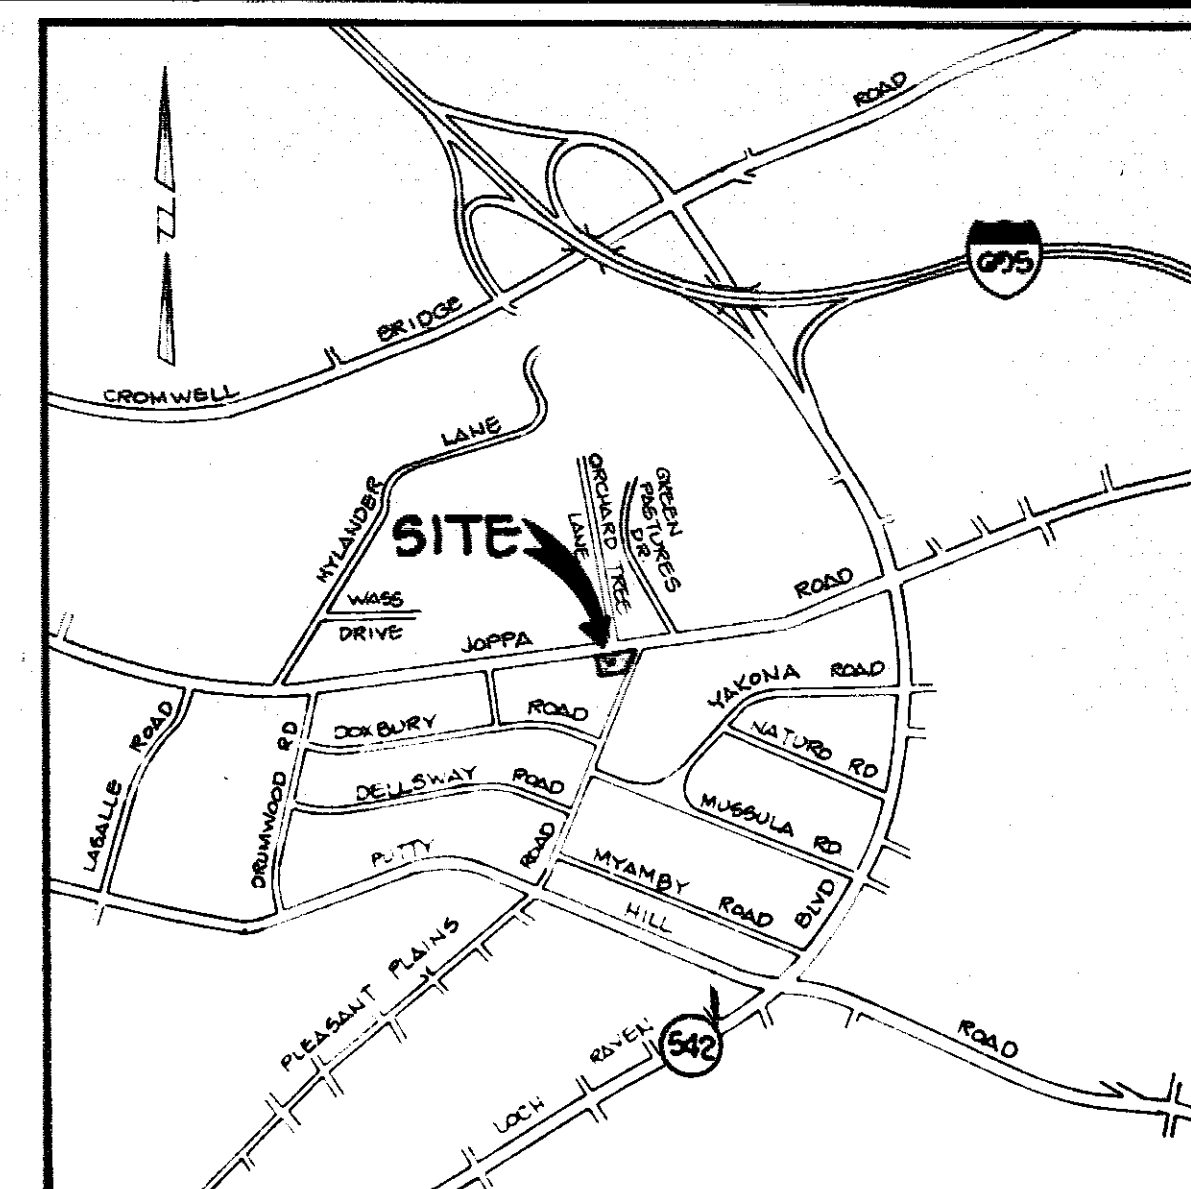 ROAD
N
695
BRIDGE
CROMWELL
LANE
HYLANDER
ORCHARD TREE
LANE
GREEN
PASTURES
DR
SITE
WASS
DRIVE
JOPPA
ROAD
YAKONA ROAD
ROAD
LASALLE
RD
DRUMWOOD
DOXBURY
ROAD
NATURO RD
DELLSWAY ROAD
MUSSULA RD
PUTTY
ROAD
MYAMBY ROAD
BLVD
HILL
PLEASANT PLAINS
542
RAVEN
LOCH
ROAD